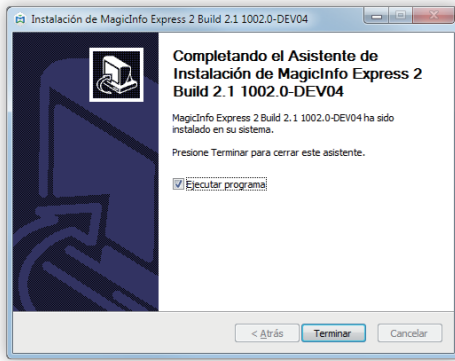 Instalación de MagicInfo Express 2 Build 2.1 1002.0-DEV04
Completando el Asistente de
Instalación de MagicInfo Express 2
Build 2.1 1002.0-DEV04
MagicInfo Express 2 Build 2.1 1002.0-DEV04 ha sido
instalado en su sistema.
Presione Terminar para cerrar este asistente.
Ejecutar programa
< Atrás
Terminar
Cancelar